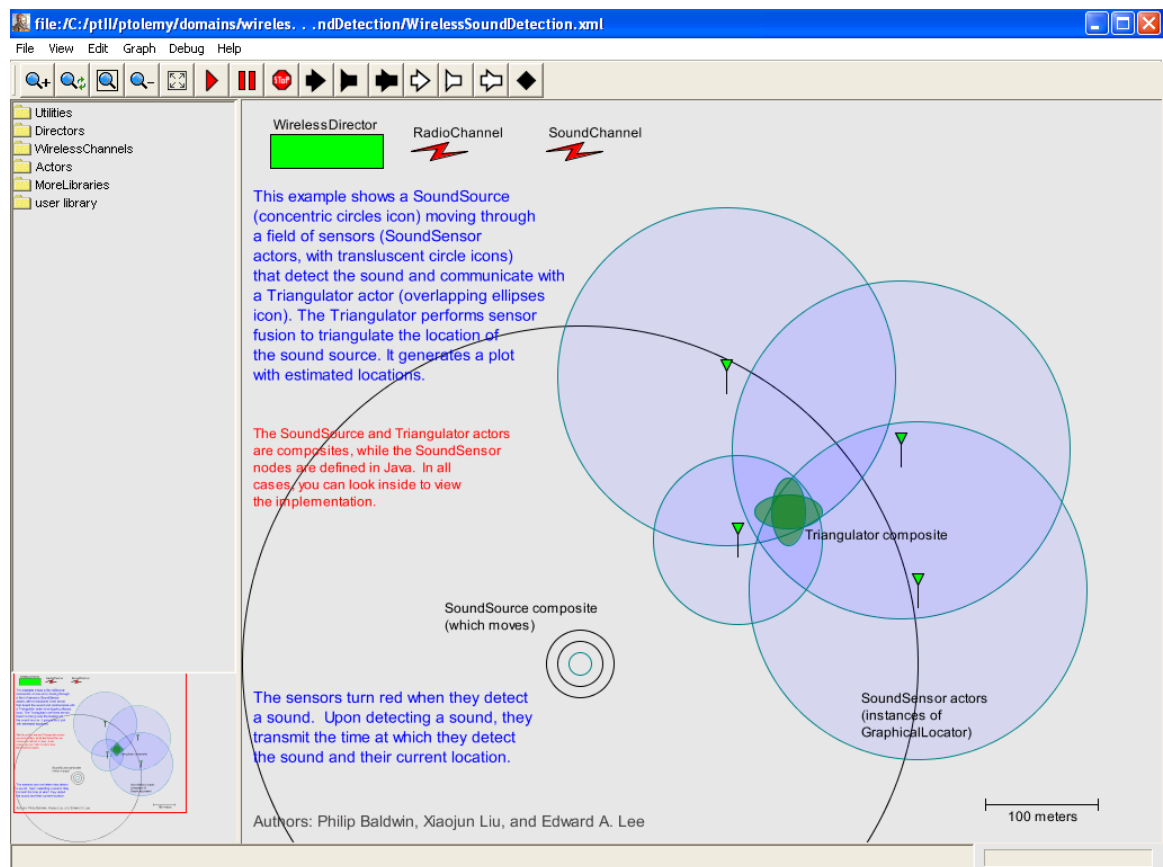 file:/C:/ptII/ptolemy/domains/wireles. . .ndDetection/WirelessSoundDetection.xml
File View Edit Graph Debug Help
STOP
Utilities
Directors
WirelessChannels
Actors
MoreLibraries
user library
WirelessDirector
RadioChannel
SoundChannel
This example shows a SoundSource
(concentric circles icon) moving through
a field of sensors (SoundSensor
actors, with transluscent circle icons)
that detect the sound and communicate with
a Triangulator actor (overlapping ellipses
icon). The Triangulator performs sensor
fusion to triangulate the location of
the sound source. It generates a plot
with estimated locations.
The SoundSource and Triangulator actors
are composites, while the SoundSensor
nodes are defined in Java. In all
cases, you can look inside to view
the implementation.
Triangulator composite
SoundSource composite
(which moves)
The sensors turn red when they detect
a sound. Upon detecting a sound, they
transmit the time at which they detect
the sound and their current location.
SoundSensor actors
(instances of
GraphicalLocator)
100 meters
Authors: Philip Baldwin, Xiaojun Liu, and Edward A. Lee